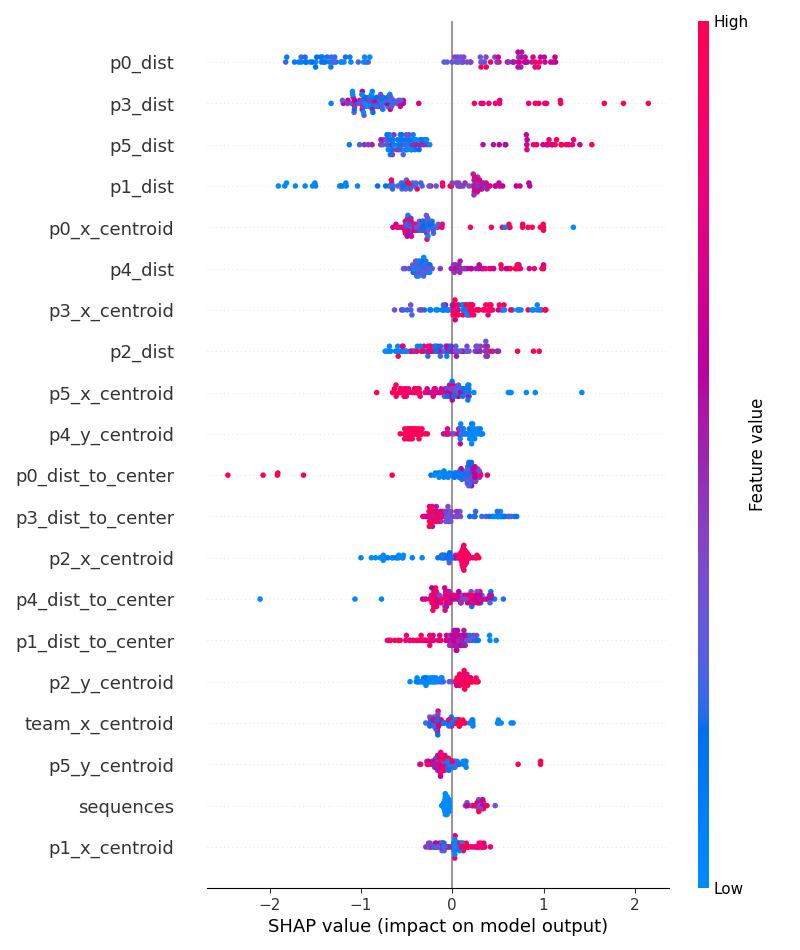 High
p0_dist
p3_dist
p5_dist
p1_dist
p0_x_centroid
p4_dist
p3_x_centroid
p2_dist
p5_x_centroid
p4_y_centroid
p0_dist_to_center
p3_dist_to_center
p2_x_centroid
p4_dist_to_center
p1_dist_to_center
p2_y_centroid
team_x_centroid
p5_y_centroid
sequences
p1_x_centroid
Feature value
Low
−2 −1 0 1 2
SHAP value (impact on model output)